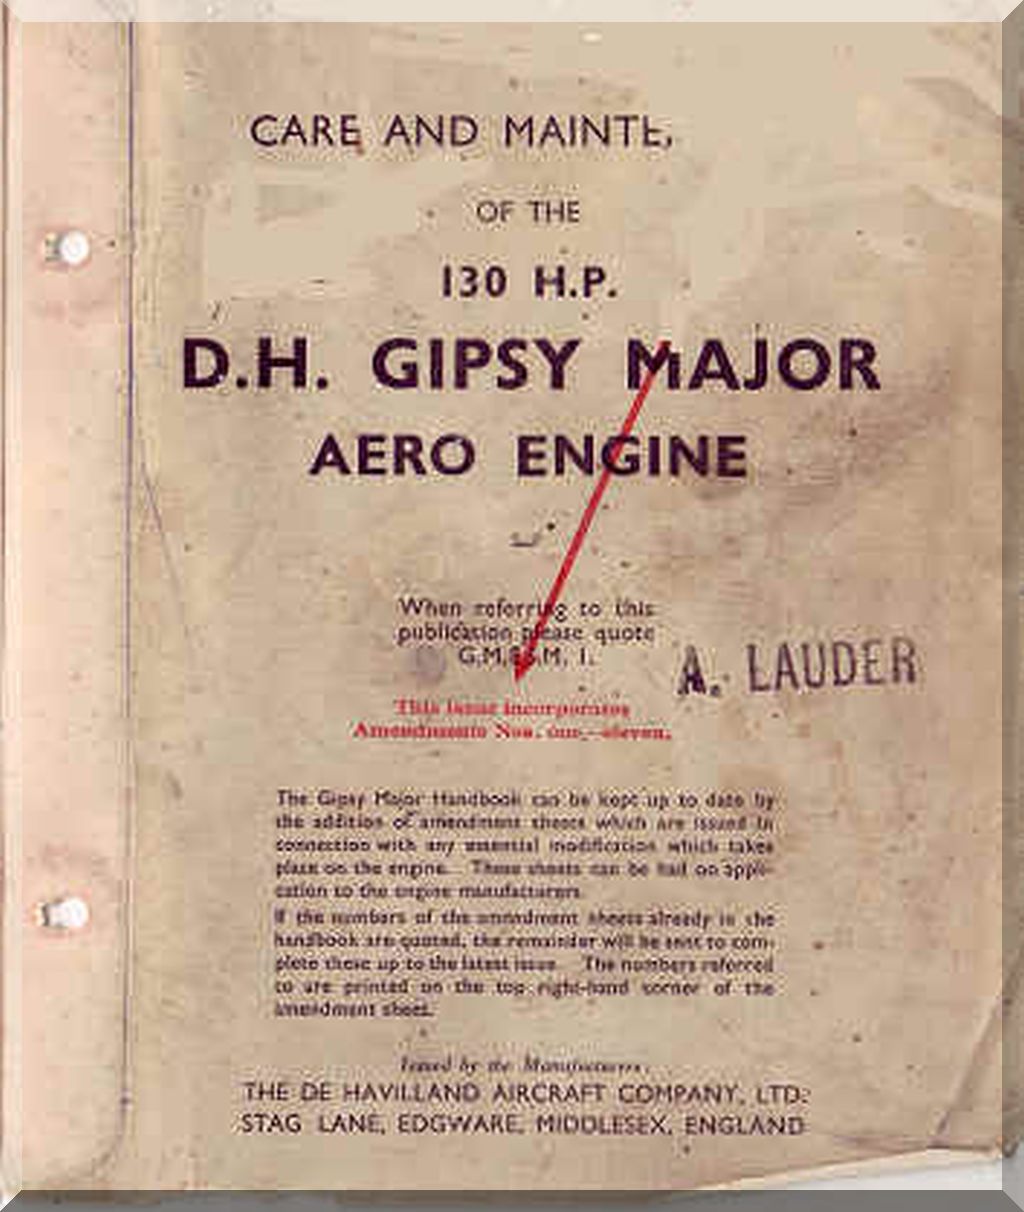 CARE AND MAINTE
OF THE
130 H.P.
D.H. GIPSY MAJOR
AERO ENGINE
When referring to this
publication please quote
G.M. S.M. 1.
A. LAUDER
This issue incorporates
Amendments Nos. one—eleven.
The Gipsy Major Handbook can be kept up to date by
the addition of amendment sheets which are issued in
connection with any essential modification which takes
place on the engine. These sheets can be had on appli-
cation to the engine manufacturers.
If the numbers of the amendment sheets already in the
handbook are quoted, the remainder will be sent to com-
plete these up to the latest issue. The numbers referred
to are printed on the top right-hand corner of the
amendment sheet.
Issued by the Manufacturers.
THE DE HAVILLAND AIRCRAFT COMPANY, LTD.
STAG LANE, EDGWARE, MIDDLESEX, ENGLAND